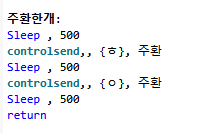 주환한개:
Sleep , 500
controlsend,, {ㅎ}, 주환
Sleep , 500
controlsend,, {ㅇ}, 주환
Sleep , 500
return